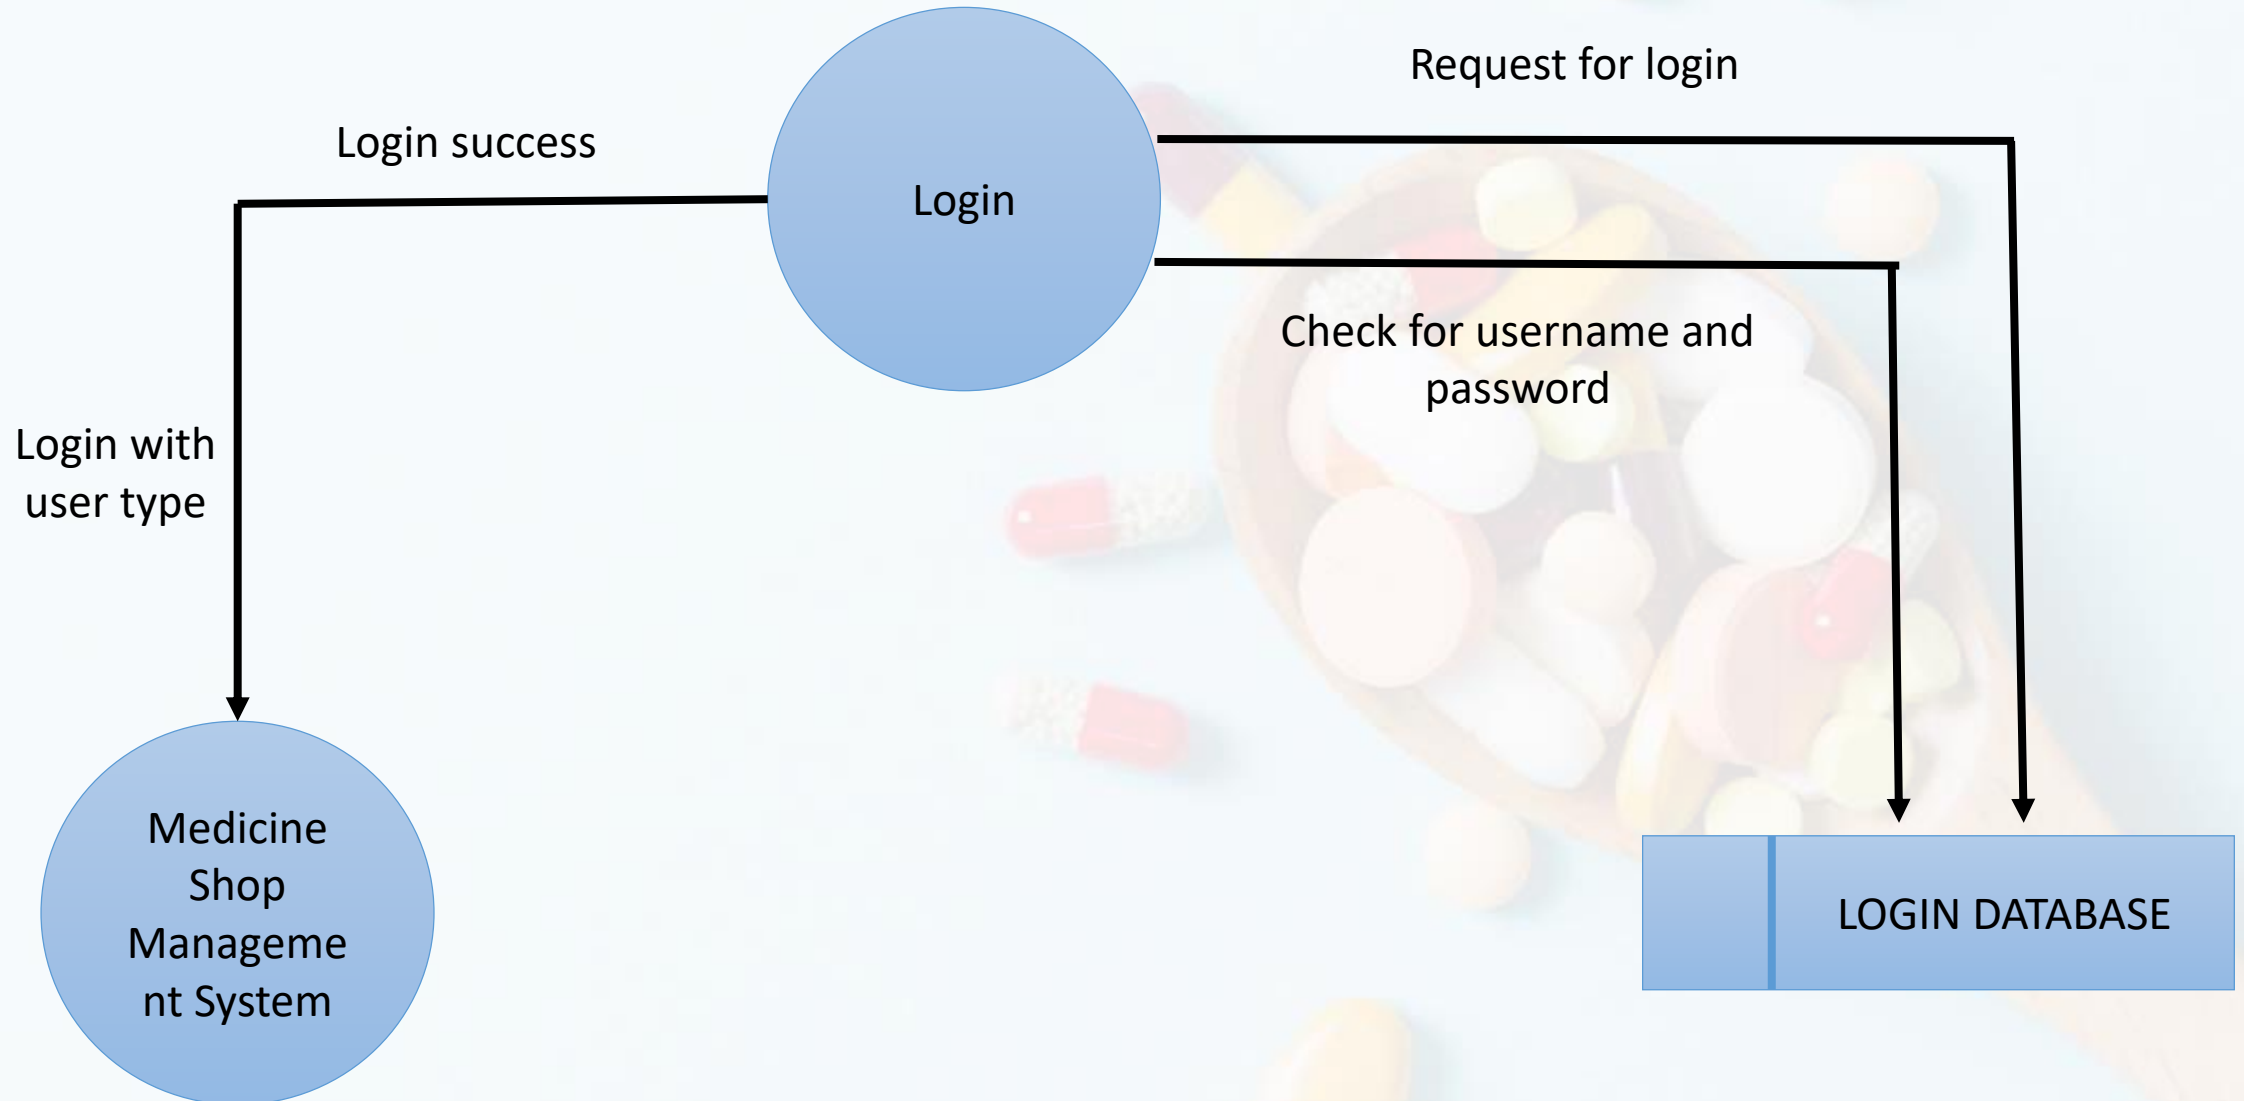 Request for login
Login success
Login
Check for username and
password
Login with
user type
Medicine
Shop
Manageme
nt System
LOGIN DATABASE